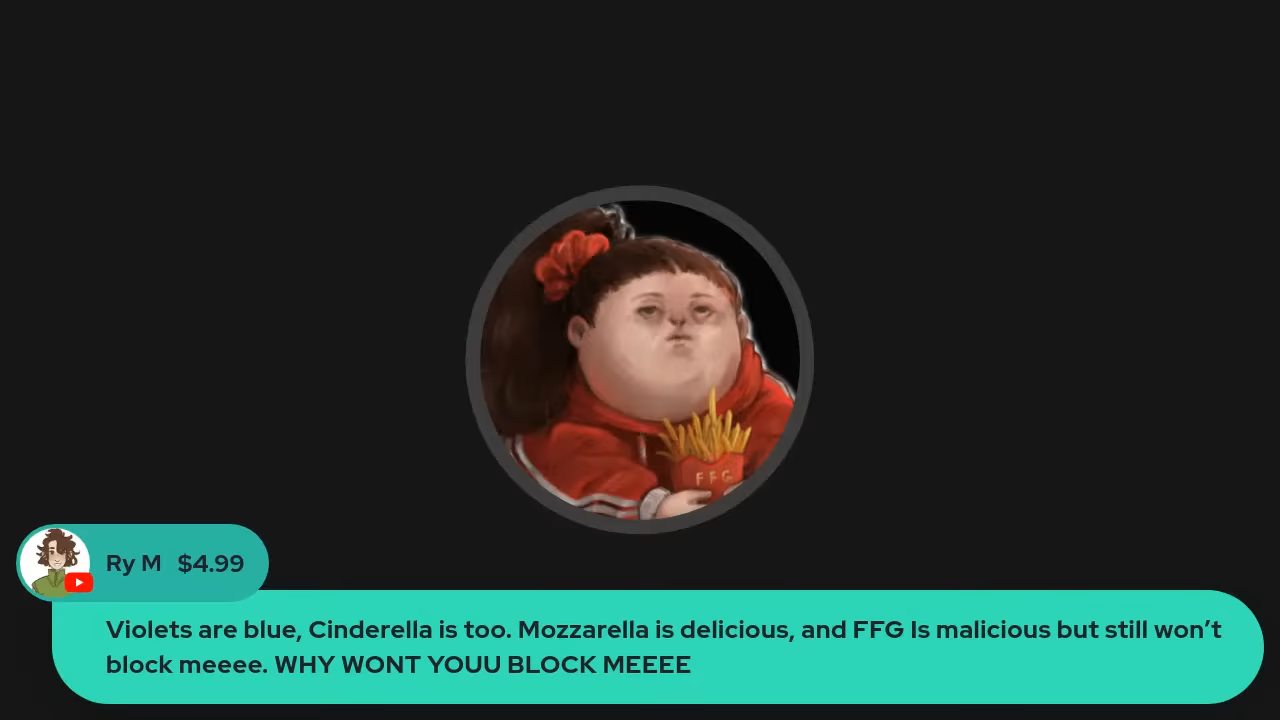 FFG
Ry M $4.99
Violets are blue, Cinderella is too. Mozzarella is delicious, and FFG Is malicious but still won’t
block meeee. WHY WONT YOUU BLOCK MEEEE